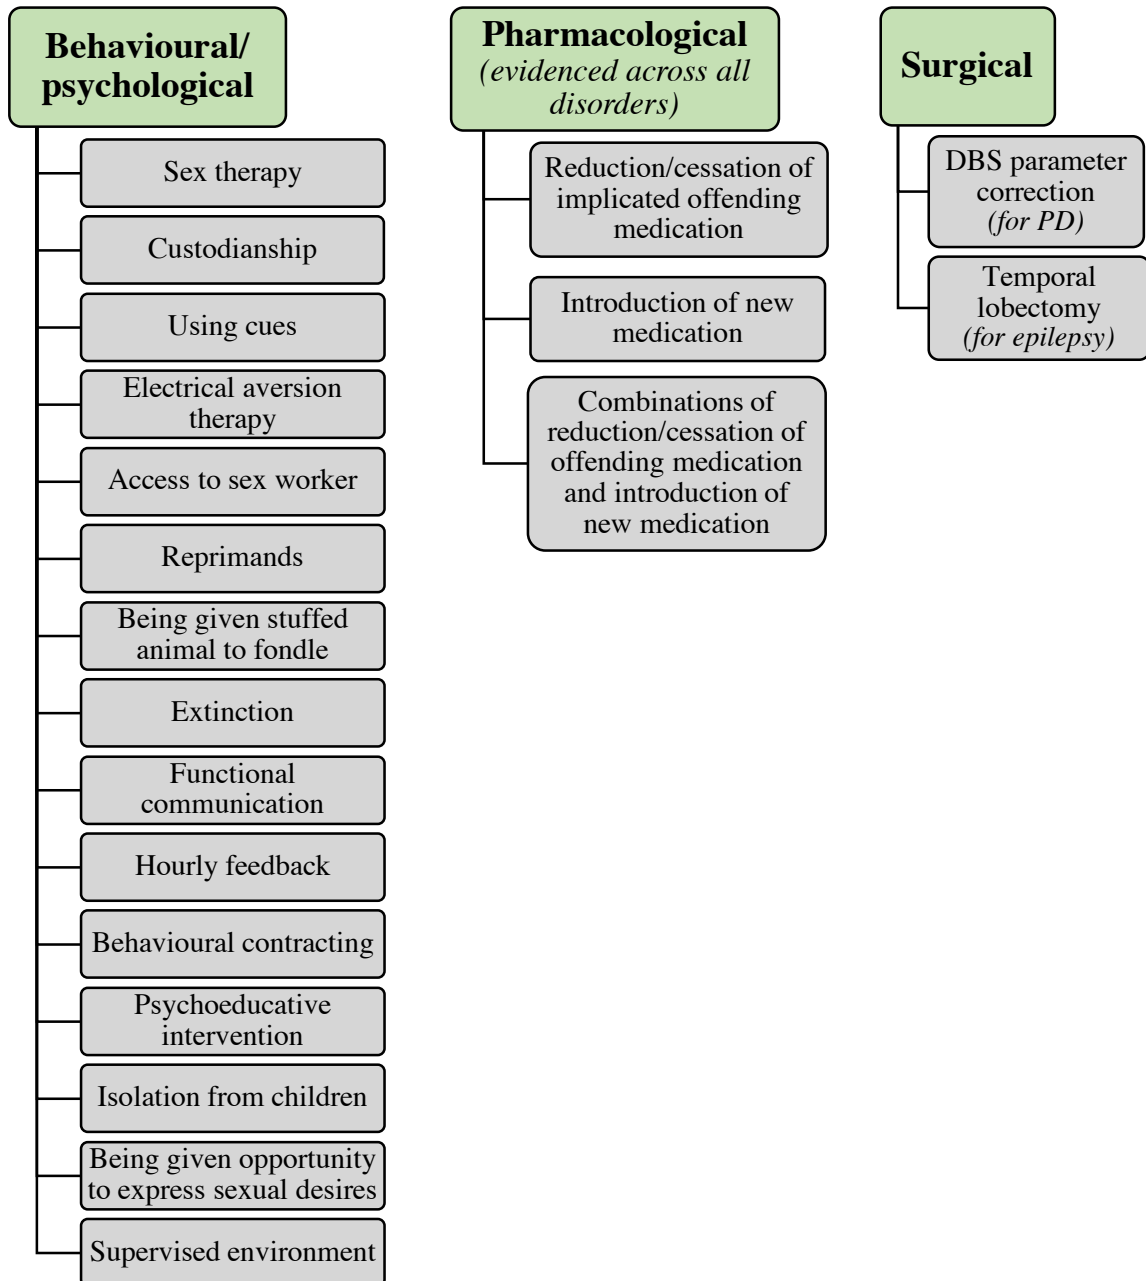 Behavioural/
psychological
Sex therapy
Custodianship
Using cues
Electrical aversion
therapy
Access to sex worker
Reprimands
Being given stuffed
animal to fondle
Extinction
Functional
communication
Hourly feedback
Behavioural contracting
Psychoeducative
intervention
Isolation from children
Being given opportunity
to express sexual desires
Supervised environment
Pharmacological
(evidenced across all
disorders)
Reduction/cessation of
implicated offending
medication
Introduction of new
medication
Combinations of
reduction/cessation of
offending medication
and introduction of
new medication
Surgical
DBS parameter
correction
(for PD)
Temporal
lobectomy
(for epilepsy)